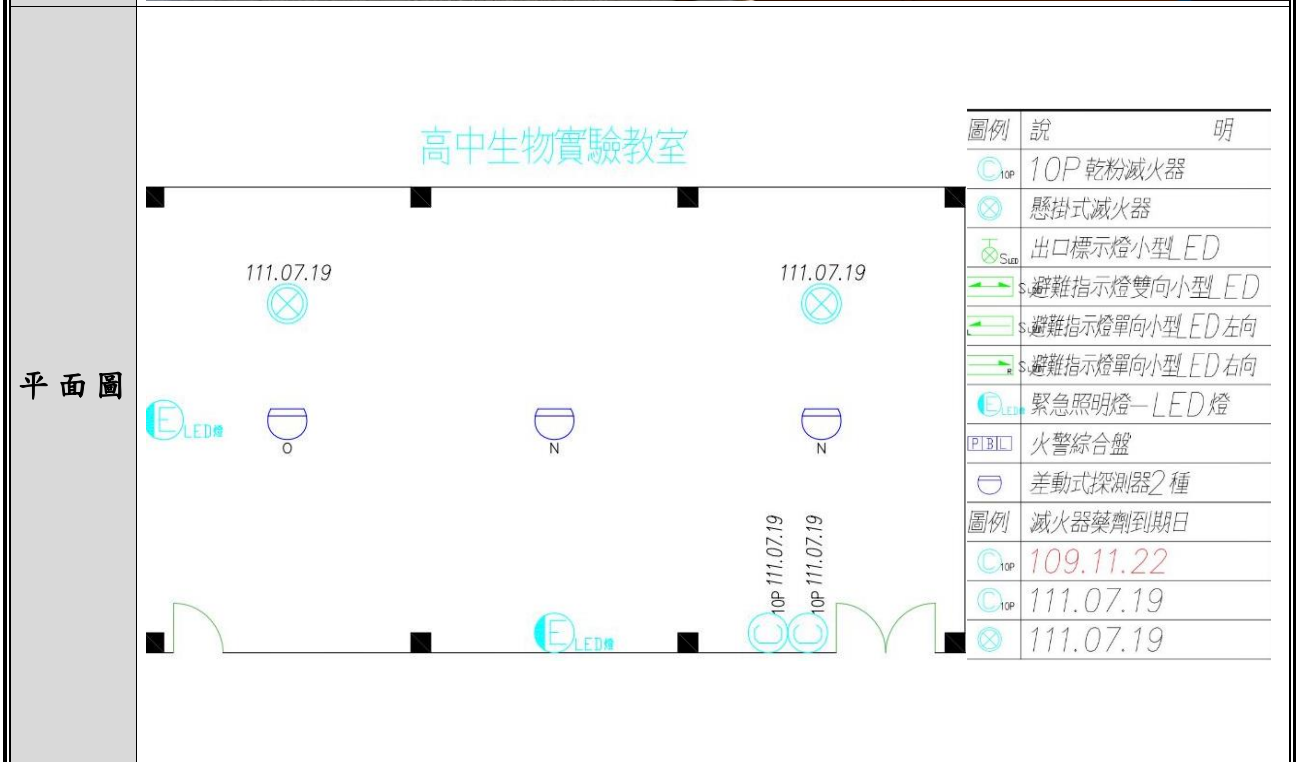 平面圖
高中生物實驗教室
111.07.19
111.07.19
E LED燈
O
N
N
10P 111.07.19
10P 111.07.19
C
C
E LED燈
圖例 說 明
C 10P 10P 乾粉滅火器
懸掛式滅火器
S LED 出口標示燈小型LED
避難指示燈雙向小型LED
L 避難指示燈單向小型LED左向
R 避難指示燈單向小型LED右向
E LED燈 緊急照明燈—LED燈
P B L 火警綜合盤
差動式探測器2種
圖例 滅火器藥劑到期日
C 10P 109.11.22
C 10P 111.07.19
111.07.19